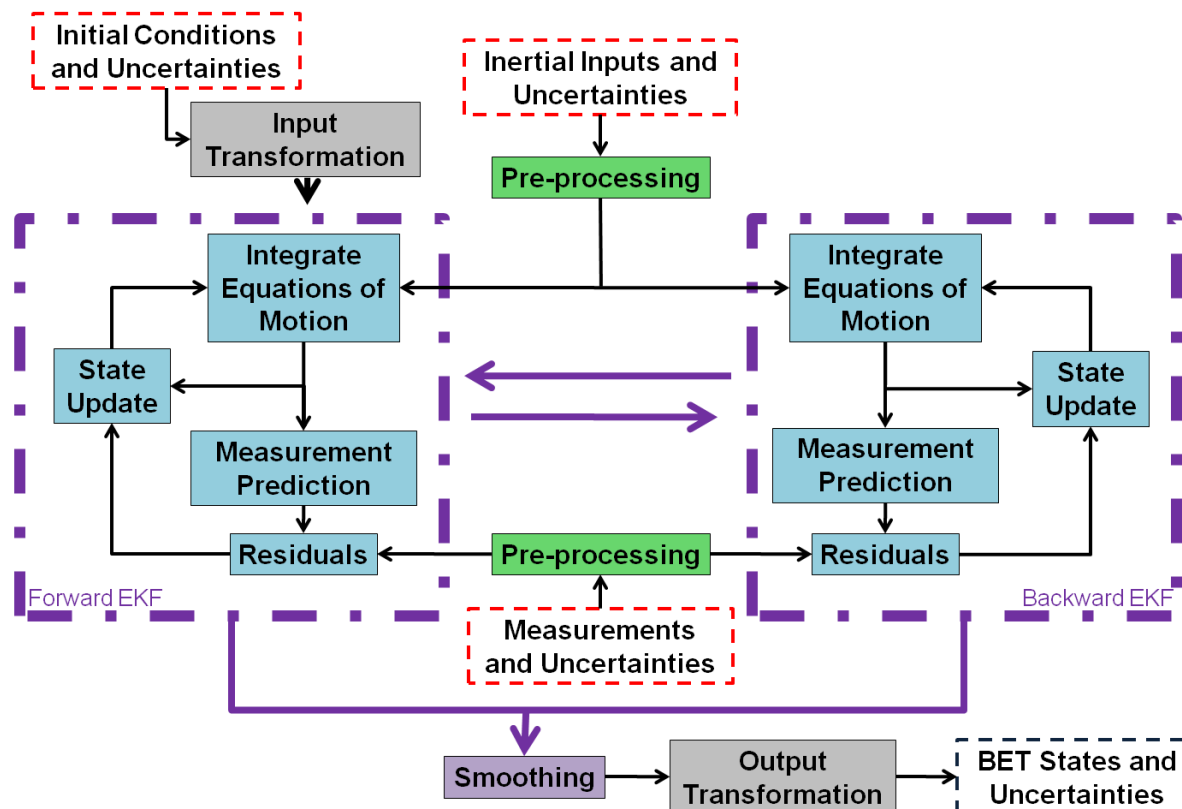 Initial Conditions
and Uncertainties
Inertial Inputs and
Uncertainties
Input
Transformation
Pre-processing
Integrate
Equations of
Motion
Integrate
Equations of
Motion
State
Update
State
Update
Measurement
Prediction
Measurement
Prediction
Residuals
Pre-processing
Residuals
Forward EKF
Backward EKF
Measurements
and Uncertainties
Smoothing
Output
Transformation
BET States and
Uncertainties